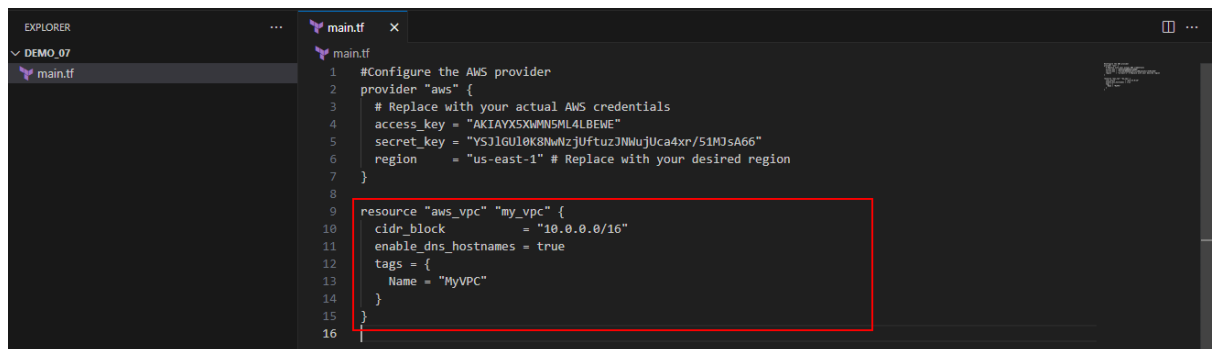 EXPLORER
DEMO_07
main.tf
main.tf
main.tf
1 #Configure the AWS provider
2 provider "aws" {
3 # Replace with your actual AWS credentials
4 access_key = "AKIAYX5XWMN5ML4LBEWE"
5 secret_key = "YSJlGUl0K8NwNzjUftuzJNWujUca4xr/51MJsA66"
6 region = "us-east-1" # Replace with your desired region
7 }
8
9 resource "aws_vpc" "my_vpc" {
10 cidr_block = "10.0.0.0/16"
11 enable_dns_hostnames = true
12 tags = {
13 Name = "MyVPC"
14 }
15 }
16